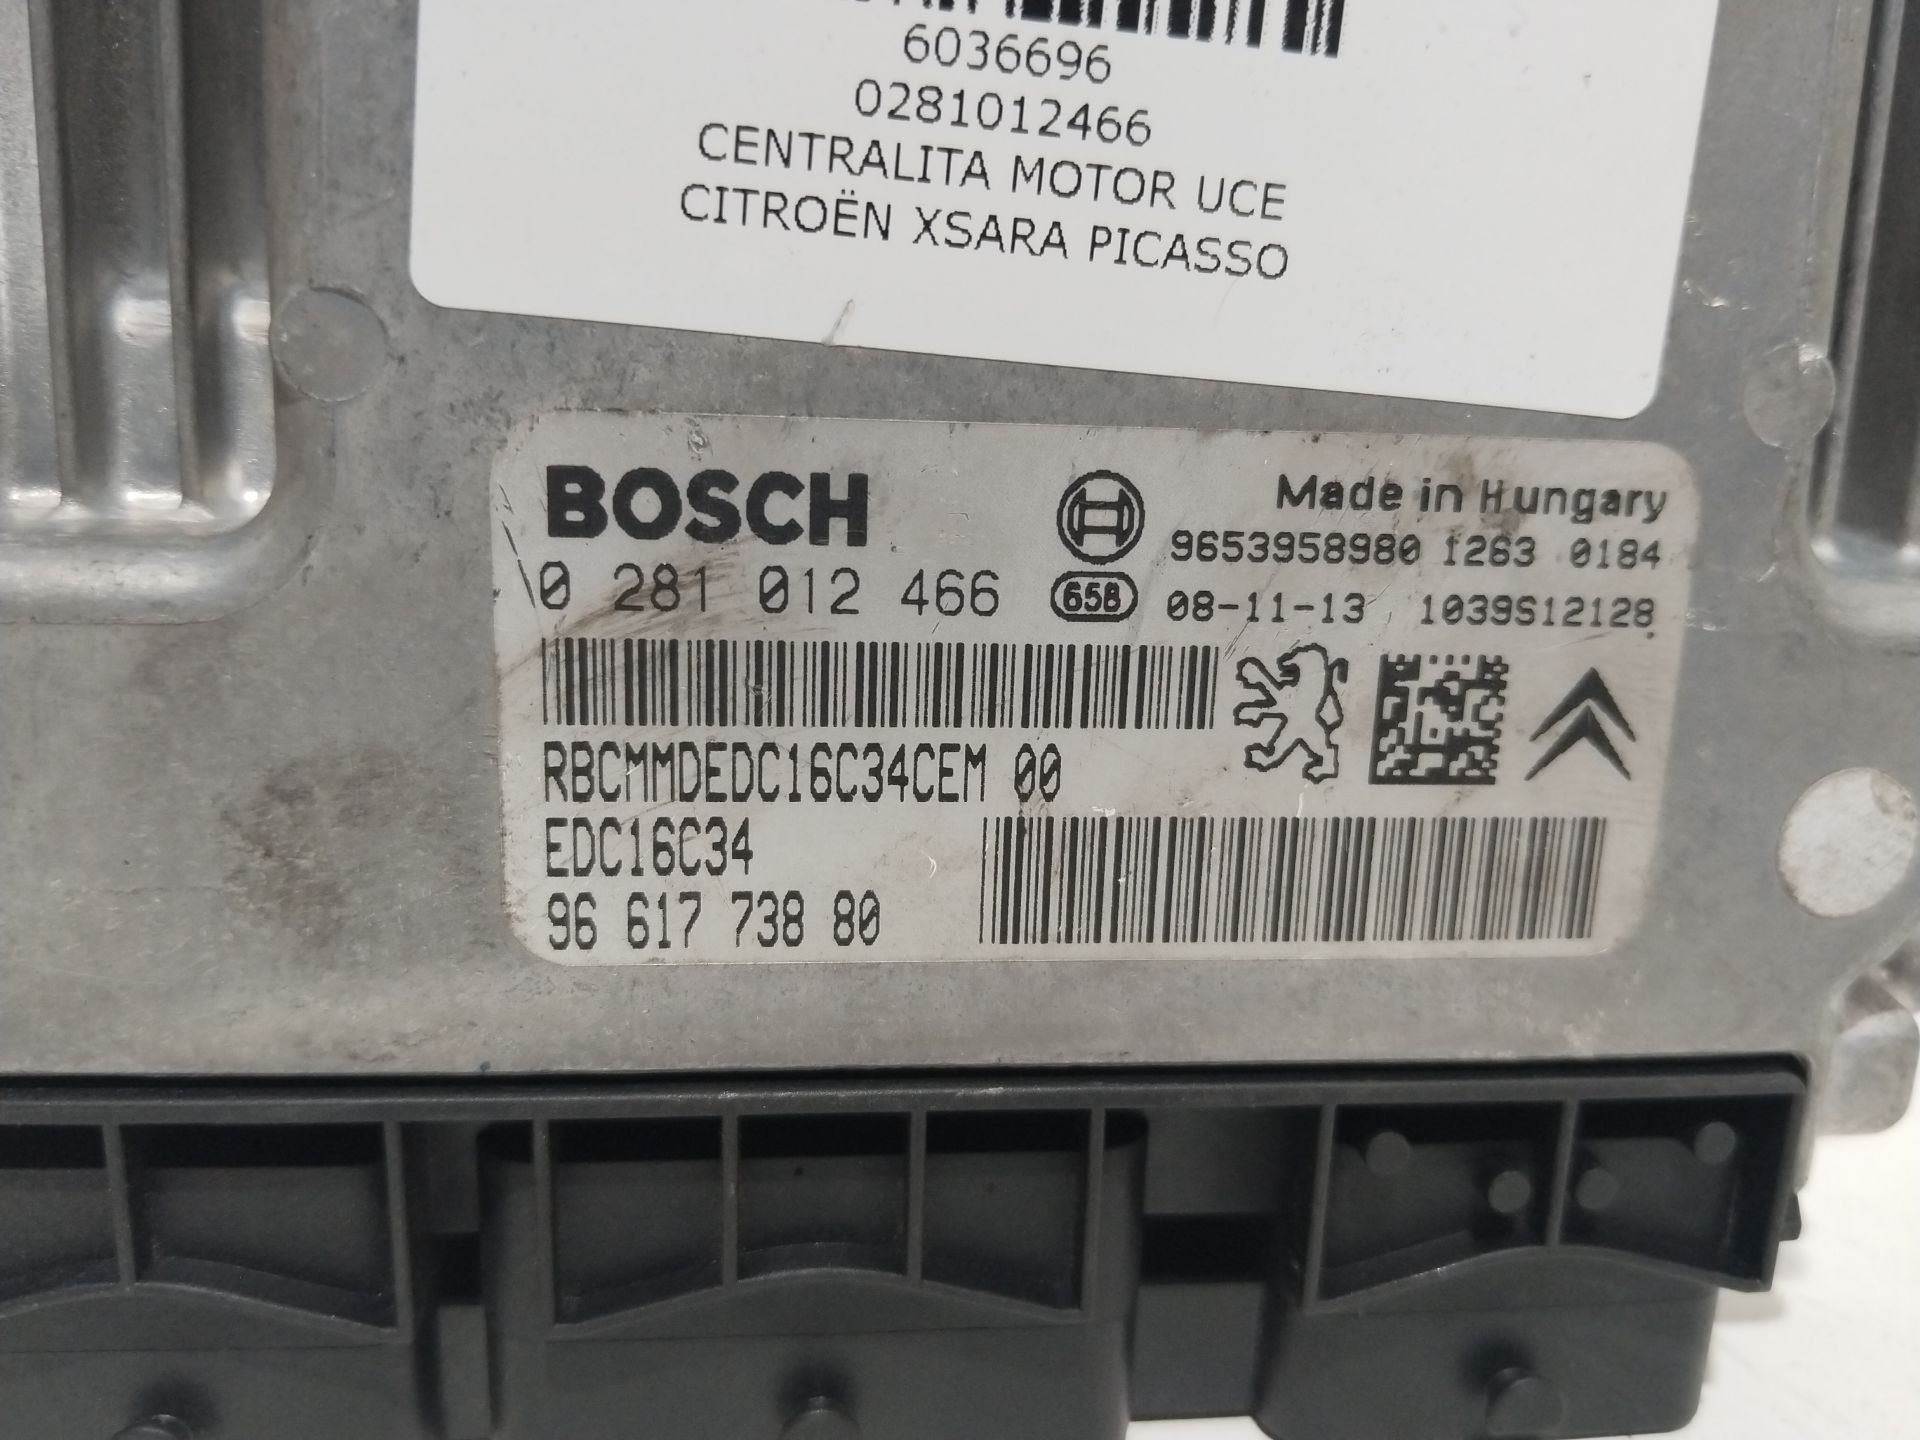 6036696
0281012466
CENTRALITA MOTOR UCE
CITROËN XSARA PICASSO
BOSCH
Made in Hungary
9653958980 1263 0184
0 281 012 466
658
08-11-13 1039S12128
RBCMMDEDC16C34CEM 00
EDC16C34
96 617 738 80